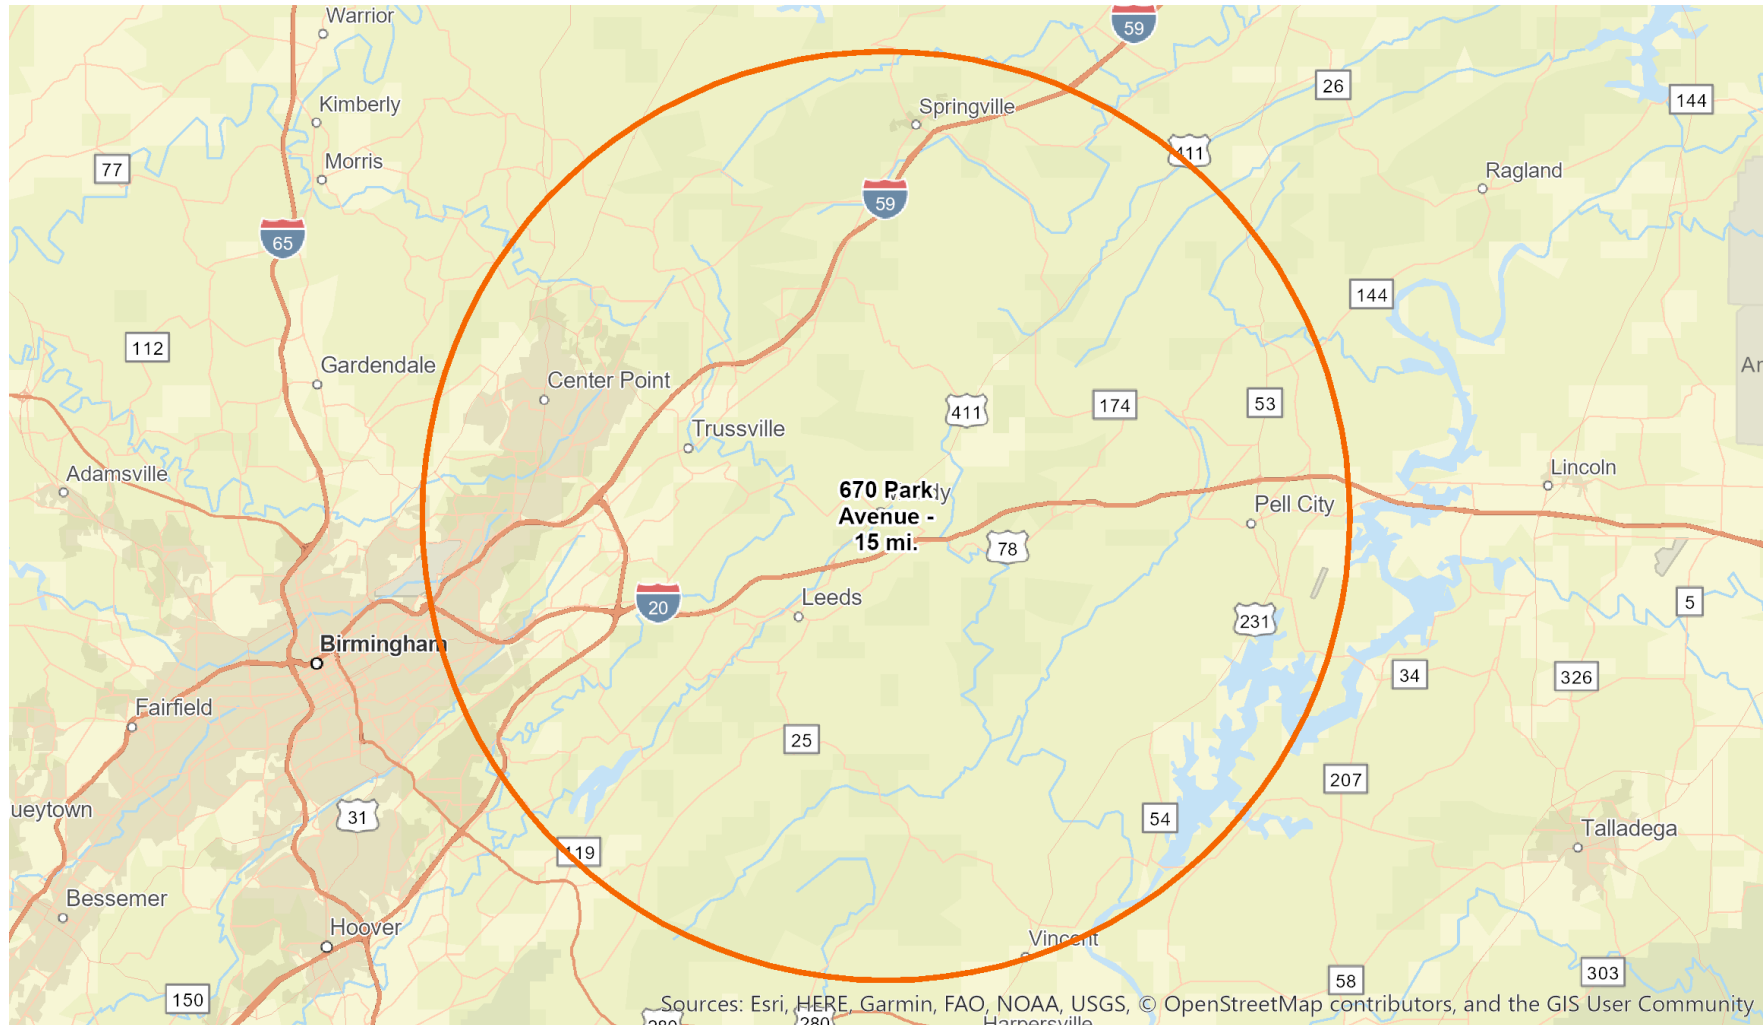 Warrior
59
Kimberly
Springville
26
144
77
Morris
411
Ragland
59
65
144
112
Gardendale
Center Point
174
53
411
Trussville
Adamsville
Lincoln
670 Park
Avenue -
15 mi.
Pell City
78
Leeds
20
5
231
Birmingham
34
326
Fairfield
25
207
ueytown
31
54
Talladega
119
Bessemer
Hoover
Vincent
150
58
303
Sources: Esri, HERE, Garmin, FAO, NOAA, USGS, © OpenStreetMap contributors, and the GIS User Community
280
280
Harpersville